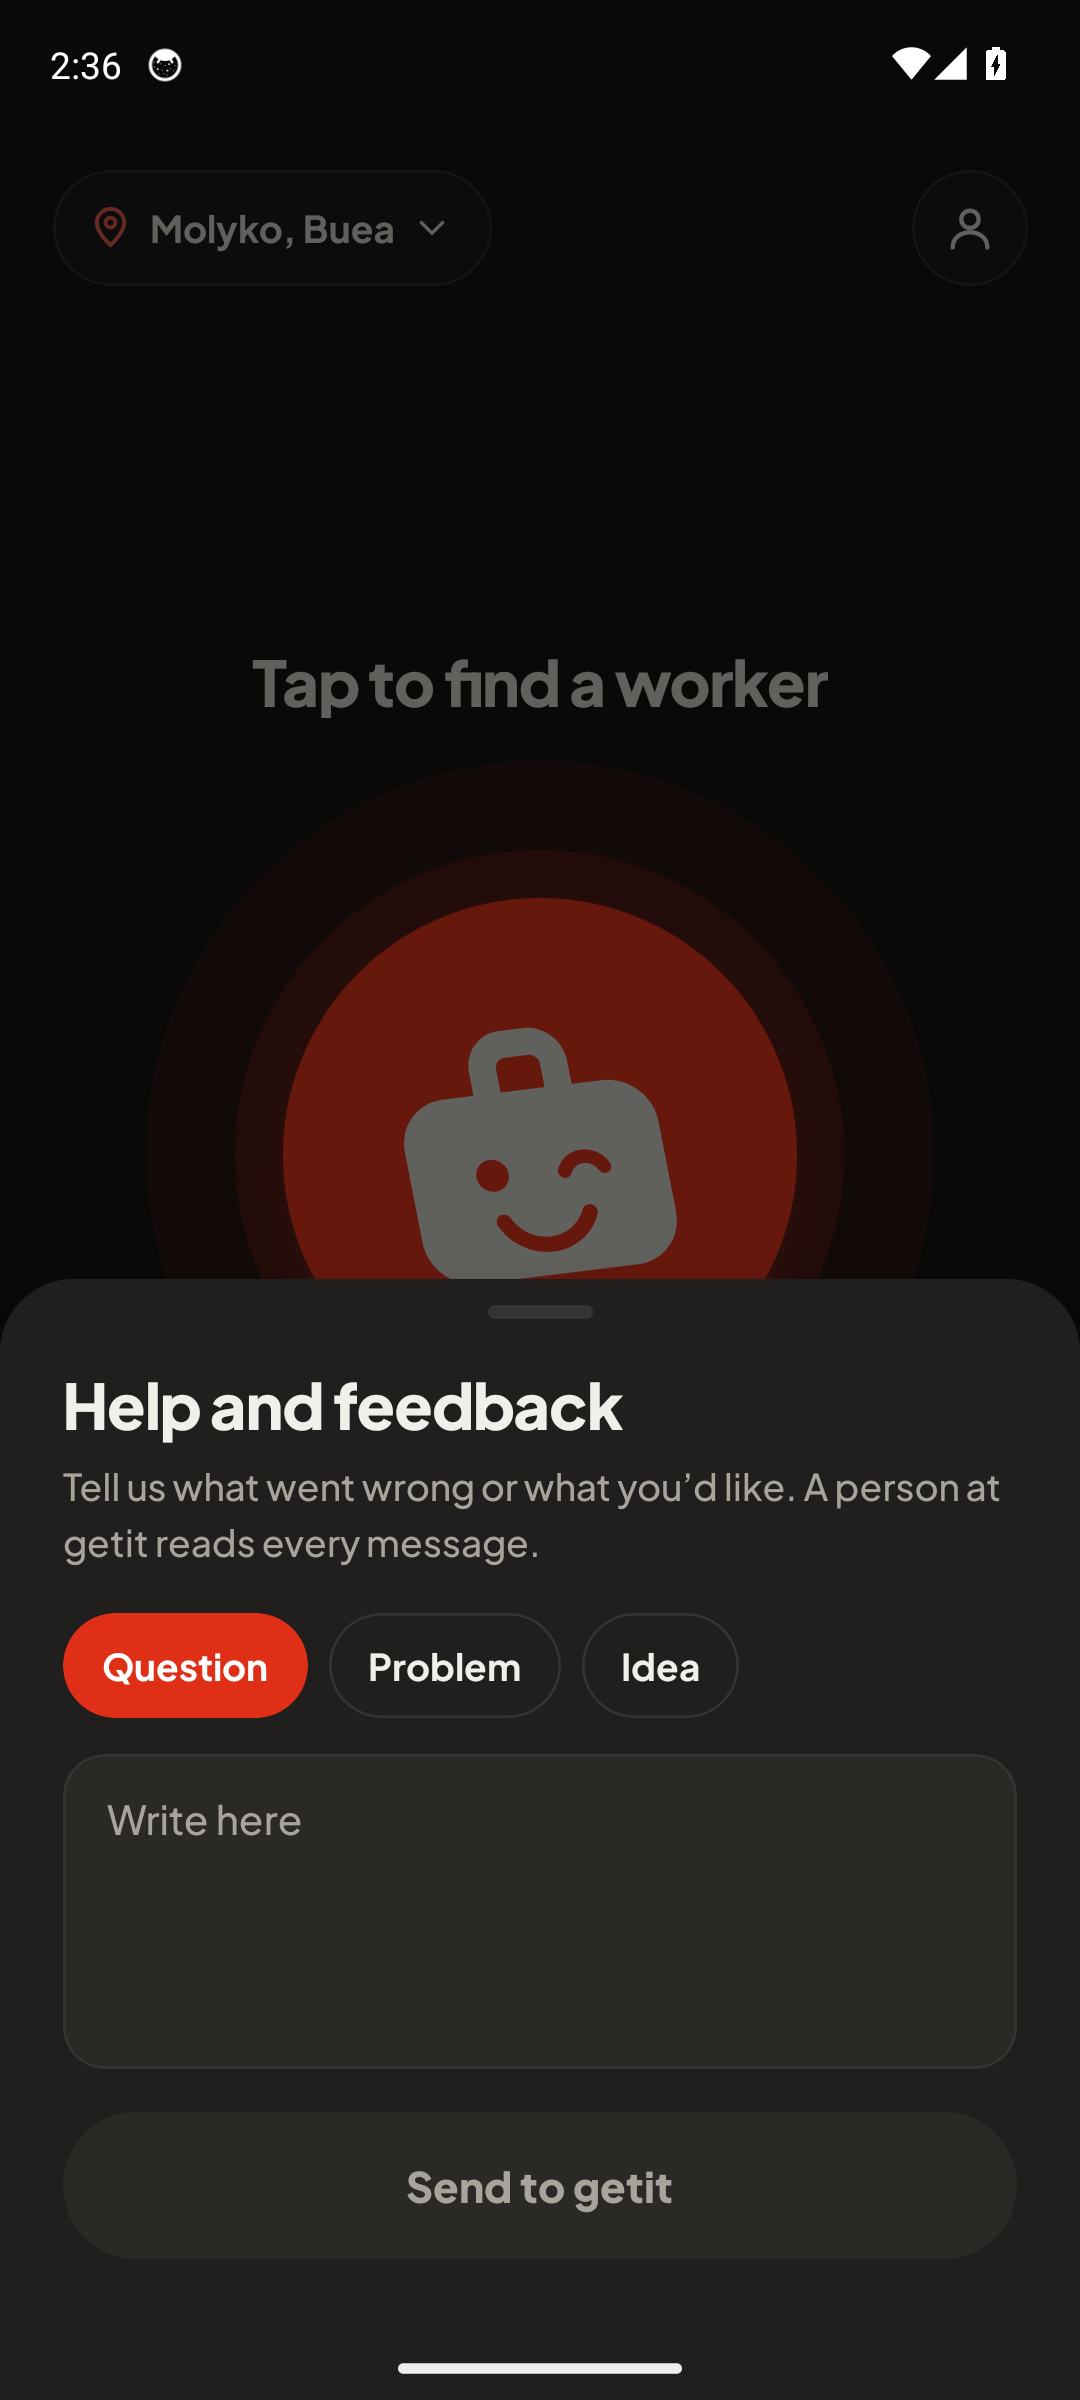 2:36
Molyko, Buea
Tap to find a worker
Help and feedback
Tell us what went wrong or what you’d like. A person at
getit reads every message.
Question Problem Idea
Write here
Send to getit